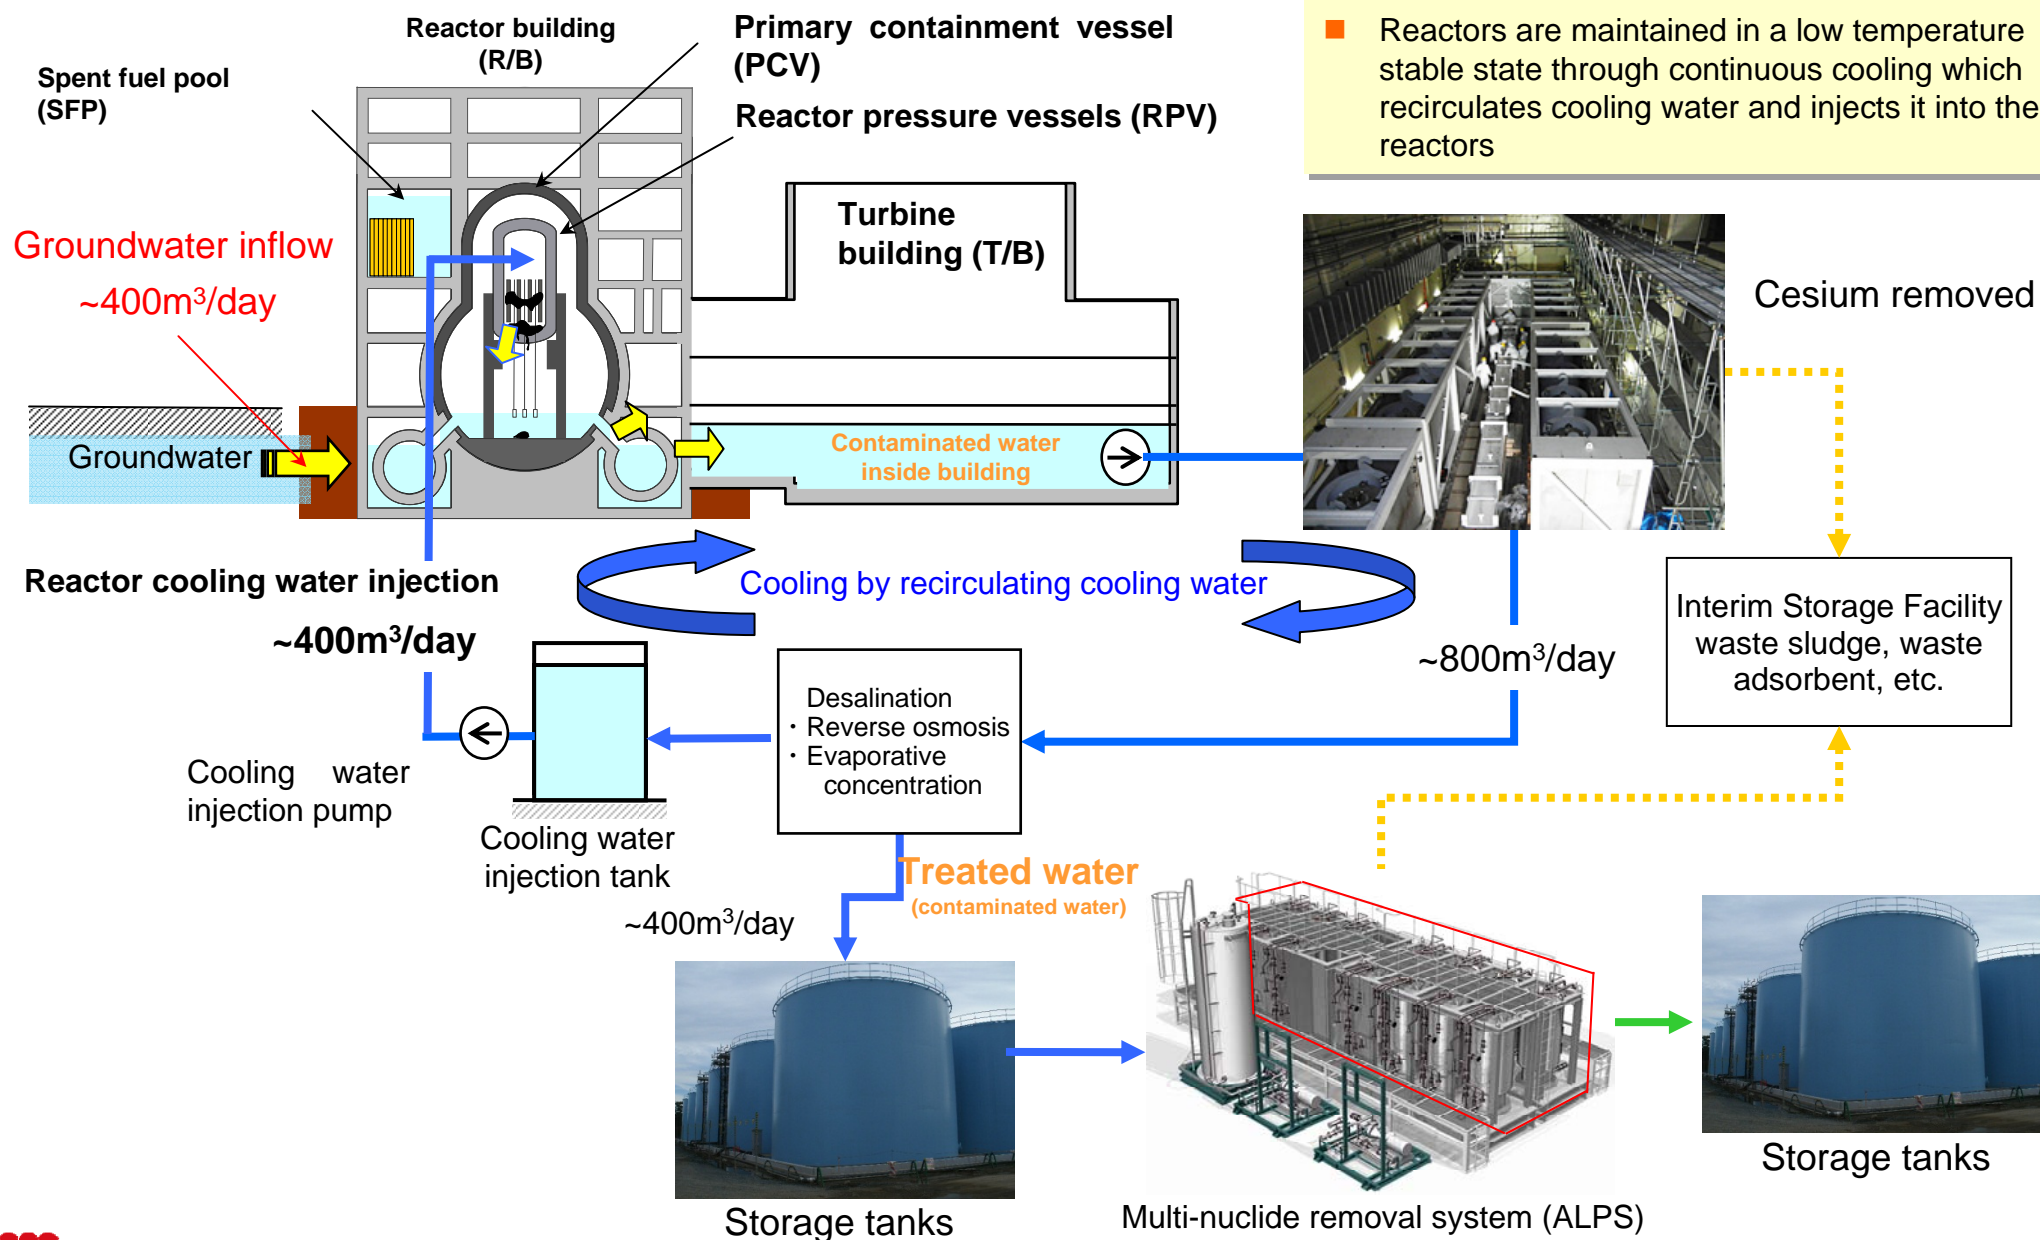 Reactor building
(R/B)
Primary containment vessel
(PCV)
Spent fuel pool
(SFP)
Reactor pressure vessels (RPV)
■ Reactors are maintained in a low temperature
stable state through continuous cooling which
recirculates cooling water and injects it into the
reactors
Groundwater inflow
~400m³/day
Turbine
building (T/B)
Cesium removed
Groundwater
Contaminated water
inside building
Reactor cooling water injection
~400m³/day
Cooling by recirculating cooling water
~800m³/day
Interim Storage Facility
waste sludge, waste
adsorbent, etc.
Desalination
・Reverse osmosis
・Evaporative
concentration
Cooling water
injection pump
Cooling water
injection tank
Treated water
(contaminated water)
~400m³/day
Storage tanks
Multi-nuclide removal system (ALPS)
Storage tanks